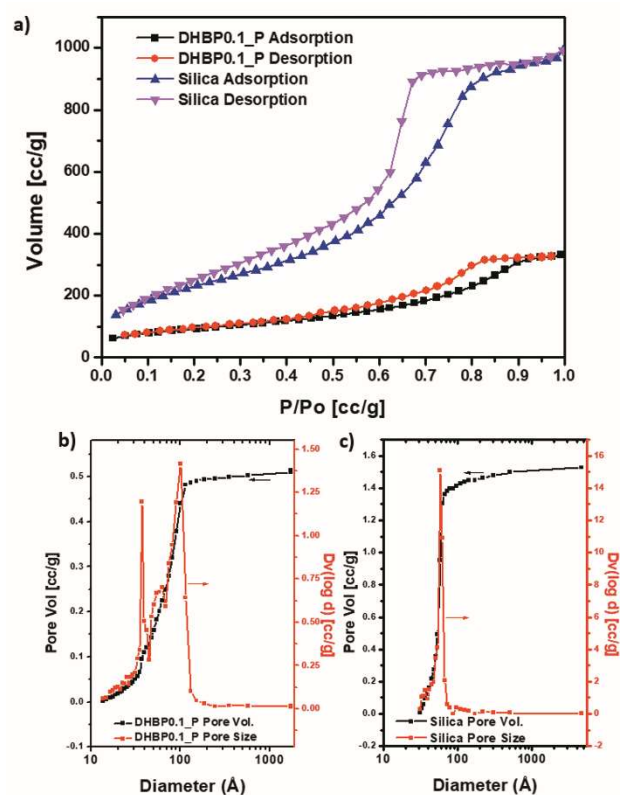 a)
DHBP0.1_P Adsorption
DHBP0.1_P Desorption
Silica Adsorption
Silica Desorption
1000
800
600
400
200
0
Volume [cc/g]
0.0 0.1 0.2 0.3 0.4 0.5 0.6 0.7 0.8 0.9 1.0
P/Po [cc/g]
b)
0.5
0.4
0.3
0.2
0.1
0.0
-0.1
Pore Vol [cc/g]
1.50
1.25
1.00
0.75
0.50
0.25
0.00
Dv(log d) [cc/g]
DHBP0.1_P Pore Vol.
DHBP0.1_P Pore Size
10 100 1000
Diameter (Å)
c)
1.6
1.4
1.2
1.0
0.8
0.6
0.4
0.2
0.0
-0.2
Pore Vol [cc/g]
16
14
12
10
8
6
4
2
0
-2
Dv(log d) [cc/g]
Silica Pore Vol.
Silica Pore Size
10 100 1000
Diameter (Å)